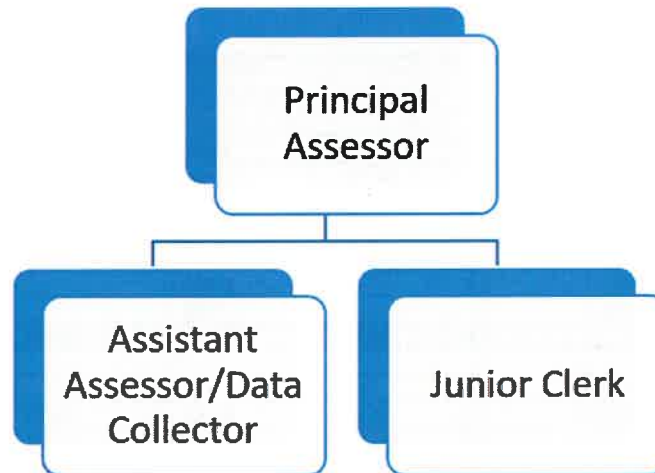 Principal
Assessor
Assistant
Assessor/Data
Collector
Junior Clerk